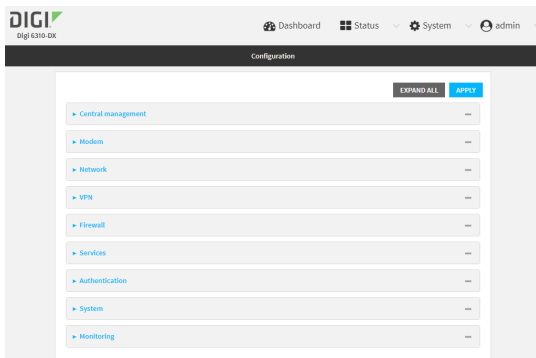 DIGI
Digi 6310-DX
Dashboard
Status
System
admin
Configuration
EXPAND ALL
APPLY
Central management
Modem
Network
VPN
Firewall
Services
Authentication
System
Monitoring